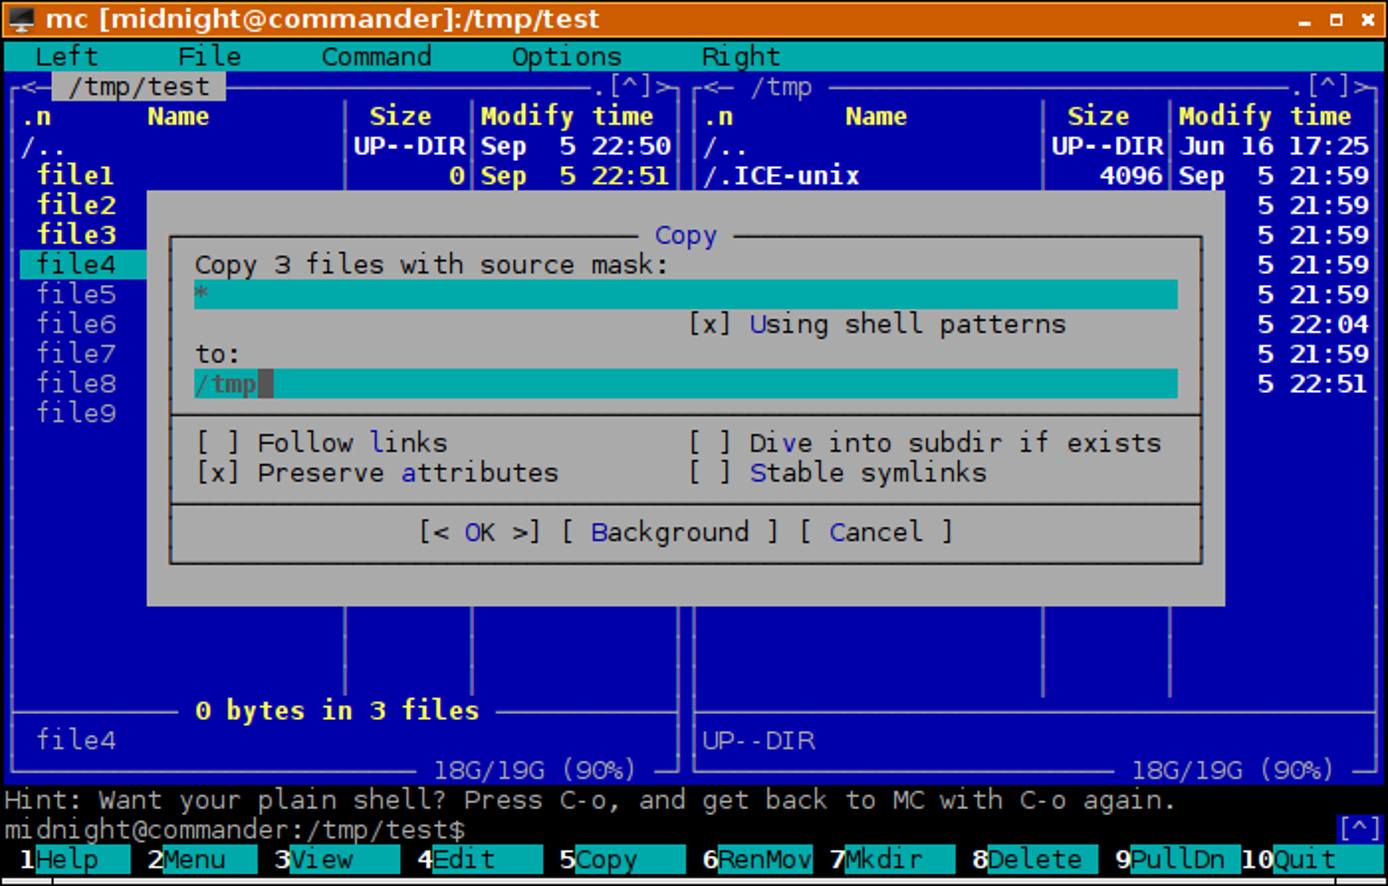 mc [midnight@commander]:/tmp/test
Left File Command Options Right
<- /tmp/test .[^]> <- /tmp .[^]>
.n Name Size Modify time .n Name Size Modify time
/.. UP--DIR Sep 5 22:50 /.. UP--DIR Jun 16 17:25
file1 0 Sep 5 22:51 /.ICE-unix 4096 Sep 5 21:59
file2 5 21:59
file3 Copy 5 21:59
file4 Copy 3 files with source mask: 5 21:59
file5 * 5 21:59
file6 [x] Using shell patterns 5 22:04
file7 to: 5 21:59
file8 /tmp 5 22:51
file9
[ ] Follow links [ ] Dive into subdir if exists
[x] Preserve attributes [ ] Stable symlinks
[< OK >] [ Background ] [ Cancel ]
0 bytes in 3 files
file4 UP--DIR
18G/19G (90%) 18G/19G (90%)
Hint: Want your plain shell? Press C-o, and get back to MC with C-o again.
midnight@commander:/tmp/test$ [^]
1Help 2Menu 3View 4Edit 5Copy 6RenMov 7Mkdir 8Delete 9PullDn 10Quit